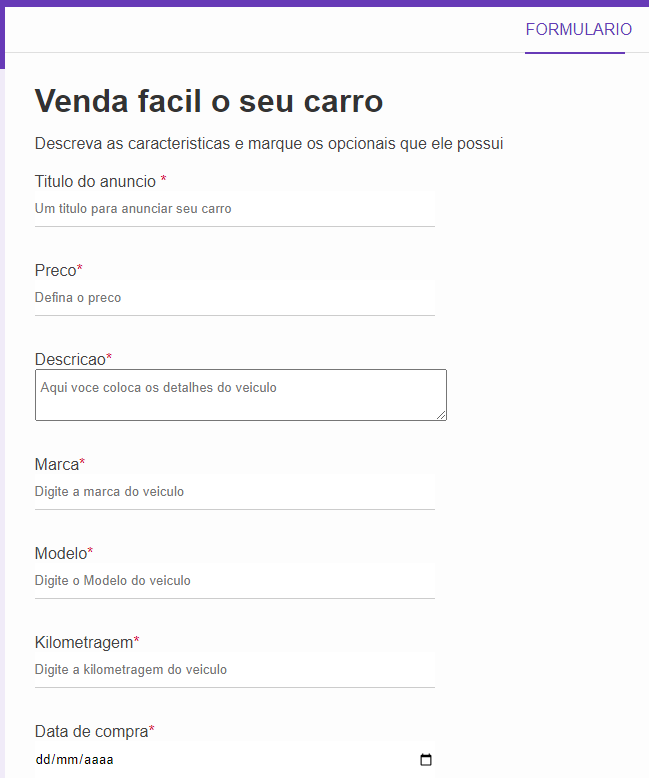 FORMULARIO
Venda facil o seu carro
Descreva as caracteristicas e marque os opcionais que ele possui
Titulo do anuncio *
Um titulo para anunciar seu carro
Preco*
Defina o preco
Descricao*
Aqui voce coloca os detalhes do veiculo
Marca*
Digite a marca do veiculo
Modelo*
Digite o Modelo do veiculo
Kilometragem*
Digite a kilometragem do veiculo
Data de compra*
dd/mm/aaaa